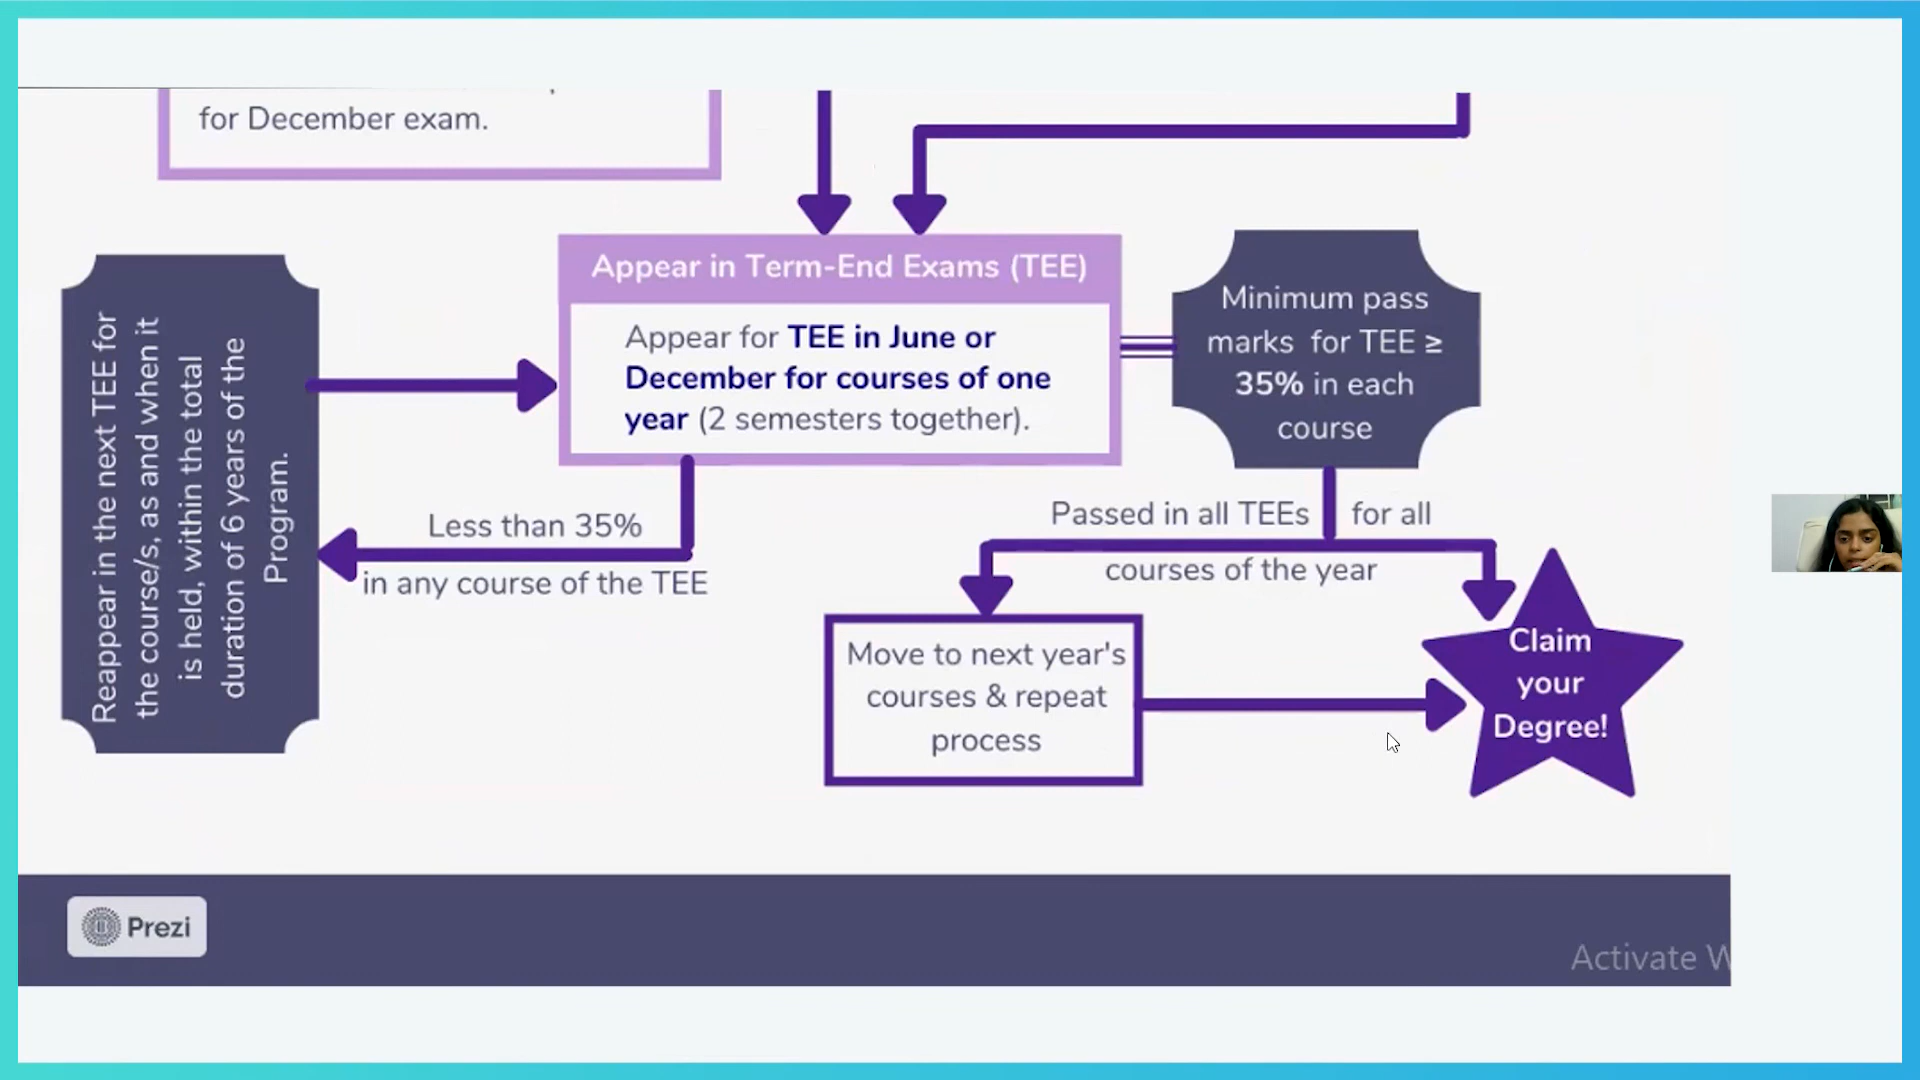 for December exam.
Appear in Term-End Exams (TEE)
Appear for TEE in June or
December for courses of one
year (2 semesters together).
Minimum pass
marks for TEE ≥
35% in each
course
Reappear in the next TEE for
the course/s, as and when it
is held, within the total
duration of 6 years of the
Program.
Less than 35%
in any course of the TEE
Passed in all TEEs for all
courses of the year
Move to next year's
courses & repeat
process
Claim
your
Degree!
Prezi
Activate W